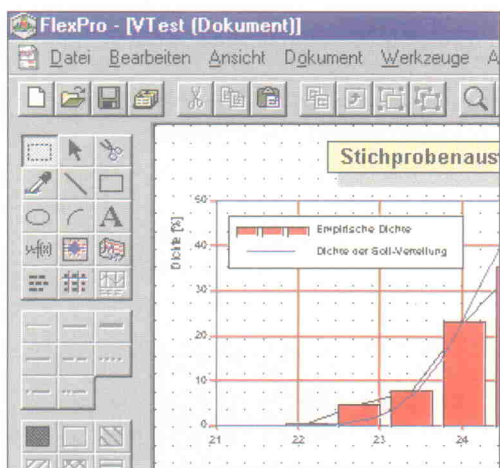 FlexPro - [VTest (Dokument)]
Datei Bearbeiten Ansicht Dokument Werkzeuge A
Stichprobenaus
A
y=f(x)
50
40
30
20
10
0
Dichte [%]
Empirische Dichte
Dichte der Soll-Verteilung
21 22 23 24